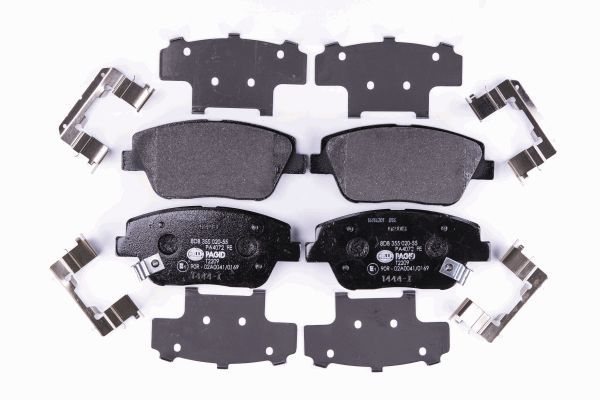 8DB 355 020-55
PA4072 FE
HELLA PAGID
T2209
90R - 02A0041/0169
1444-I
8DB 355 020-55
PA4072 FE
HELLA PAGID
T2209
90R - 02A0041/0169
1444-I